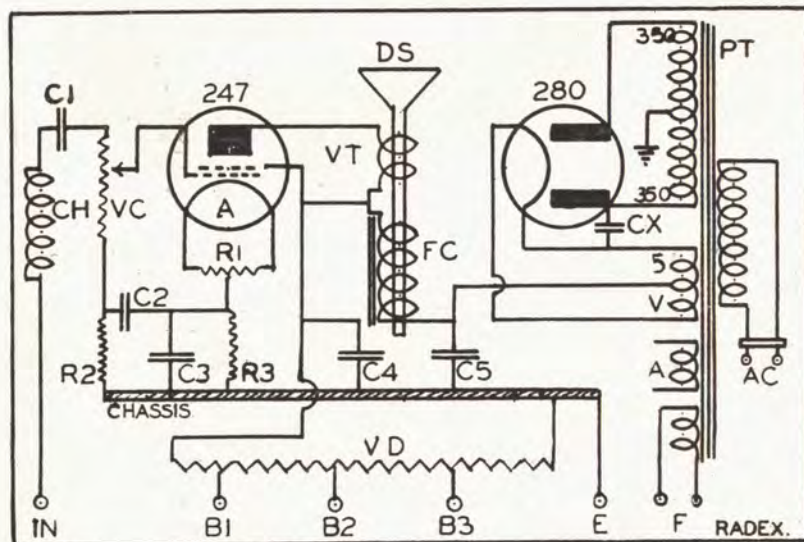 DS
350
PT
C1
247
280
VT
CH
VC
A
350
CX
R1
FC
5
V
C2
R2
C3
R3
C4
C5
A
AC
CHASSIS
VD
IN
B1
B2
B3
E
F
RADEX.